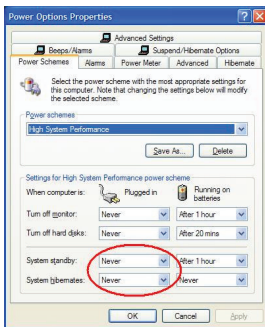 Power Options Properties
Advanced Settings
Beeps/Alarms
Suspend/Hibernate Options
Power Schemes
Alarms
Power Meter
Advanced
Hibernate
Select the power scheme with the most appropriate settings for
this computer. Note that changing the settings below will modify
the selected scheme.
Power schemes
High System Performance
Save As...
Delete
Settings for High System Performance power scheme
When computer is:
Plugged in
Running on
batteries
Turn off monitor:
Never
After 1 hour
Turn off hard disks:
Never
After 20 mins
System standby:
Never
After 1 hour
System hibernates:
Never
Never
OK
Cancel
Apply